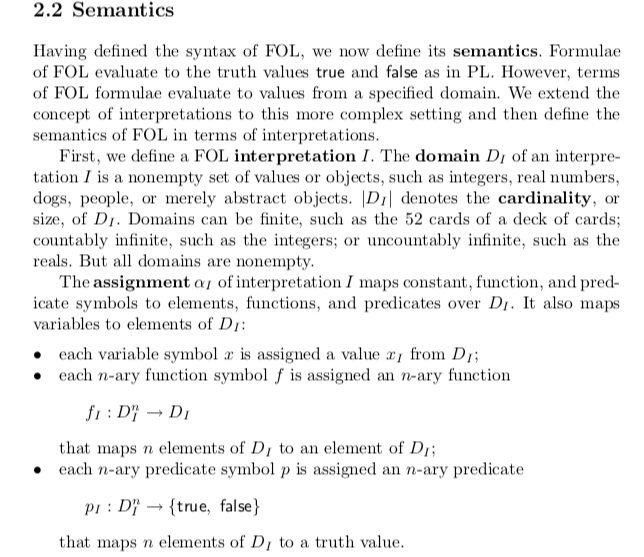 2.2 Semantics
Having defined the syntax of FOL, we now define its semantics. Formulae
of FOL evaluate to the truth values true and false as in PL. However, terms
of FOL formulae evaluate to values from a specified domain. We extend the
concept of interpretations to this more complex setting and then define the
semantics of FOL in terms of interpretations.
First, we define a FOL interpretation I. The domain D_I of an interpre-
tation I is a nonempty set of values or objects, such as integers, real numbers,
dogs, people, or merely abstract objects. |D_I| denotes the cardinality, or
size, of D_I. Domains can be finite, such as the 52 cards of a deck of cards;
countably infinite, such as the integers; or uncountably infinite, such as the
reals. But all domains are nonempty.
The assignment α_I of interpretation I maps constant, function, and pred-
icate symbols to elements, functions, and predicates over D_I. It also maps
variables to elements of D_I:
• each variable symbol x is assigned a value x_I from D_I;
• each n-ary function symbol f is assigned an n-ary function
f_I : D_I^n → D_I
that maps n elements of D_I to an element of D_I;
• each n-ary predicate symbol p is assigned an n-ary predicate
p_I : D_I^n → {true, false}
that maps n elements of D_I to a truth value.